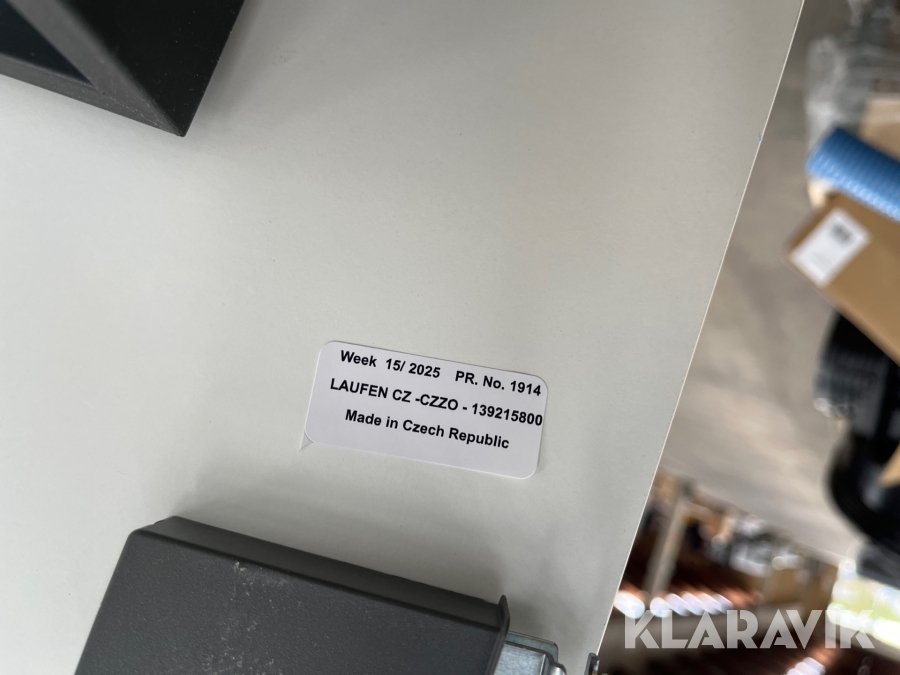 Week 15/ 2025 PR. No. 1914
LAUFEN CZ -CZZO - 139215800
Made in Czech Republic
KLARAVIK